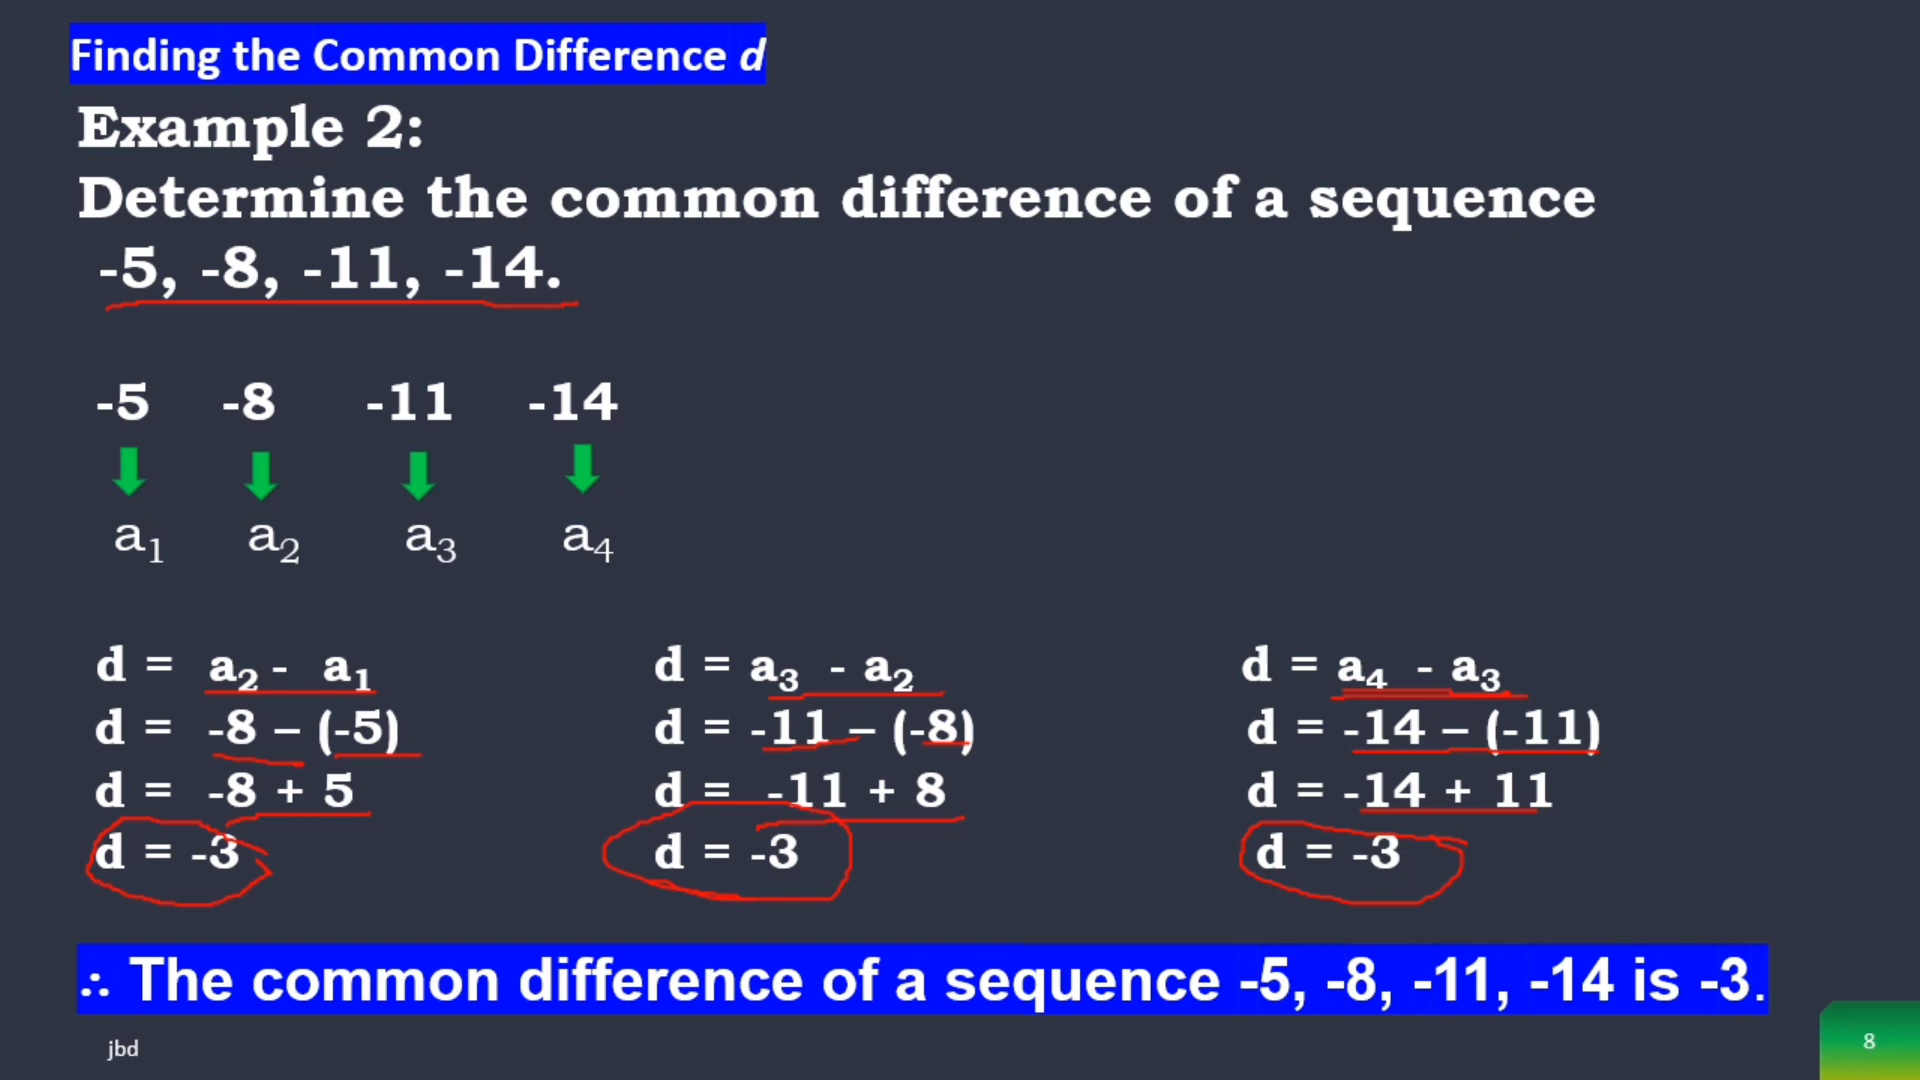 Finding the Common Difference d
Example 2:
Determine the common difference of a sequence
-5, -8, -11, -14.
-5 -8 -11 -14
a₁ a₂ a₃ a₄
d = a₂ - a₁
d = -8 – (-5)
d = -8 + 5
d = -3
d = a₃ - a₂
d = -11 – (-8)
d = -11 + 8
d = -3
d = a₄ - a₃
d = -14 – (-11)
d = -14 + 11
d = -3
∴ The common difference of a sequence -5, -8, -11, -14 is -3.
jbd
8